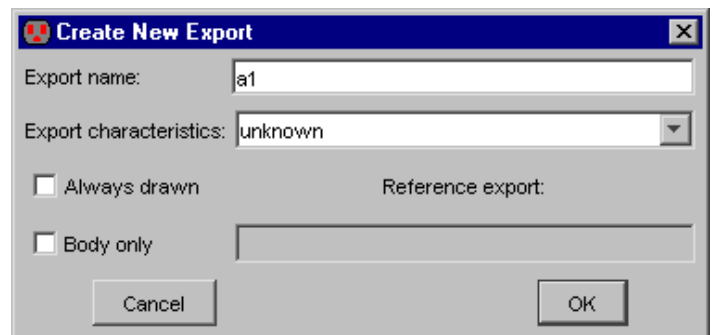 Create New Export
Export name: a1
Export characteristics: unknown
Always drawn Reference export:
Body only
Cancel OK